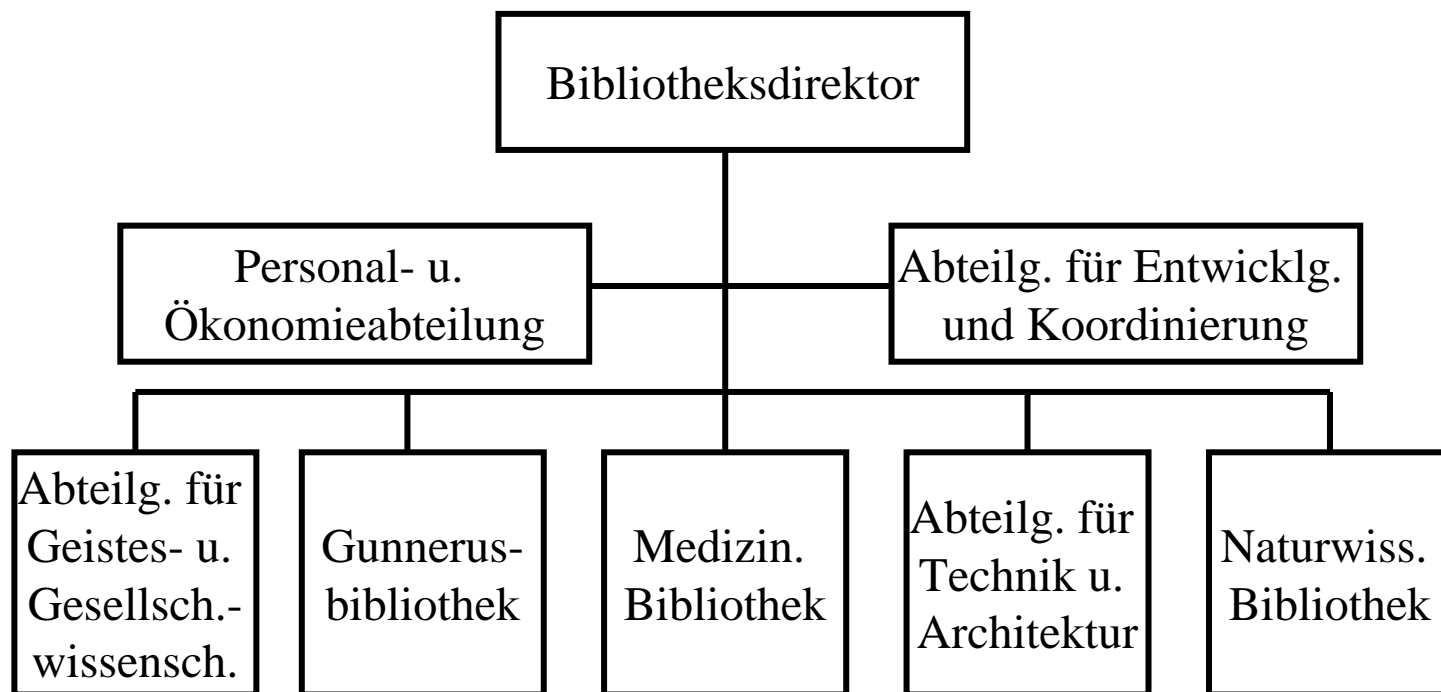 Bibliotheksdirektor
Personal- u.
Ökonomieabteilung
Abteilg. für Entwicklg.
und Koordinierung
Abteilg. für
Geistes- u.
Gesellsch.-
wissensch.
Gunnerus-
bibliothek
Medizin.
Bibliothek
Abteilg. für
Technik u.
Architektur
Naturwiss.
Bibliothek